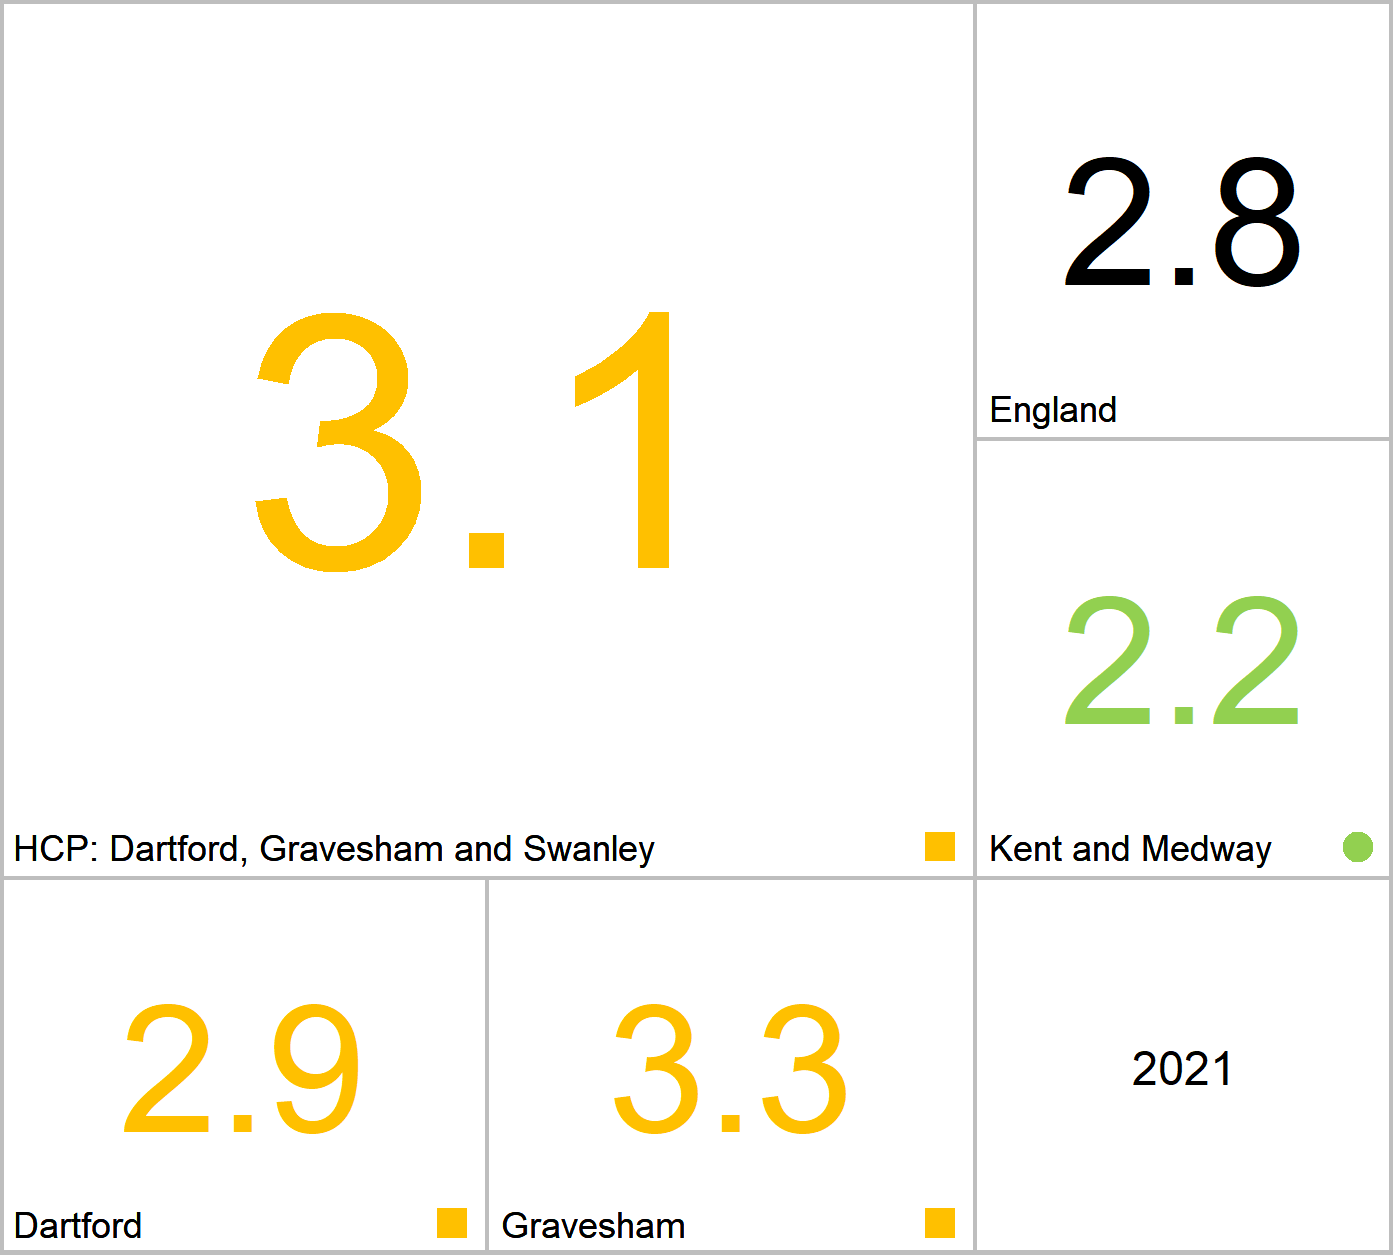 3.1
HCP: Dartford, Gravesham and Swanley
2.8
England
2.2
Kent and Medway
2.9
Dartford
3.3
Gravesham
2021